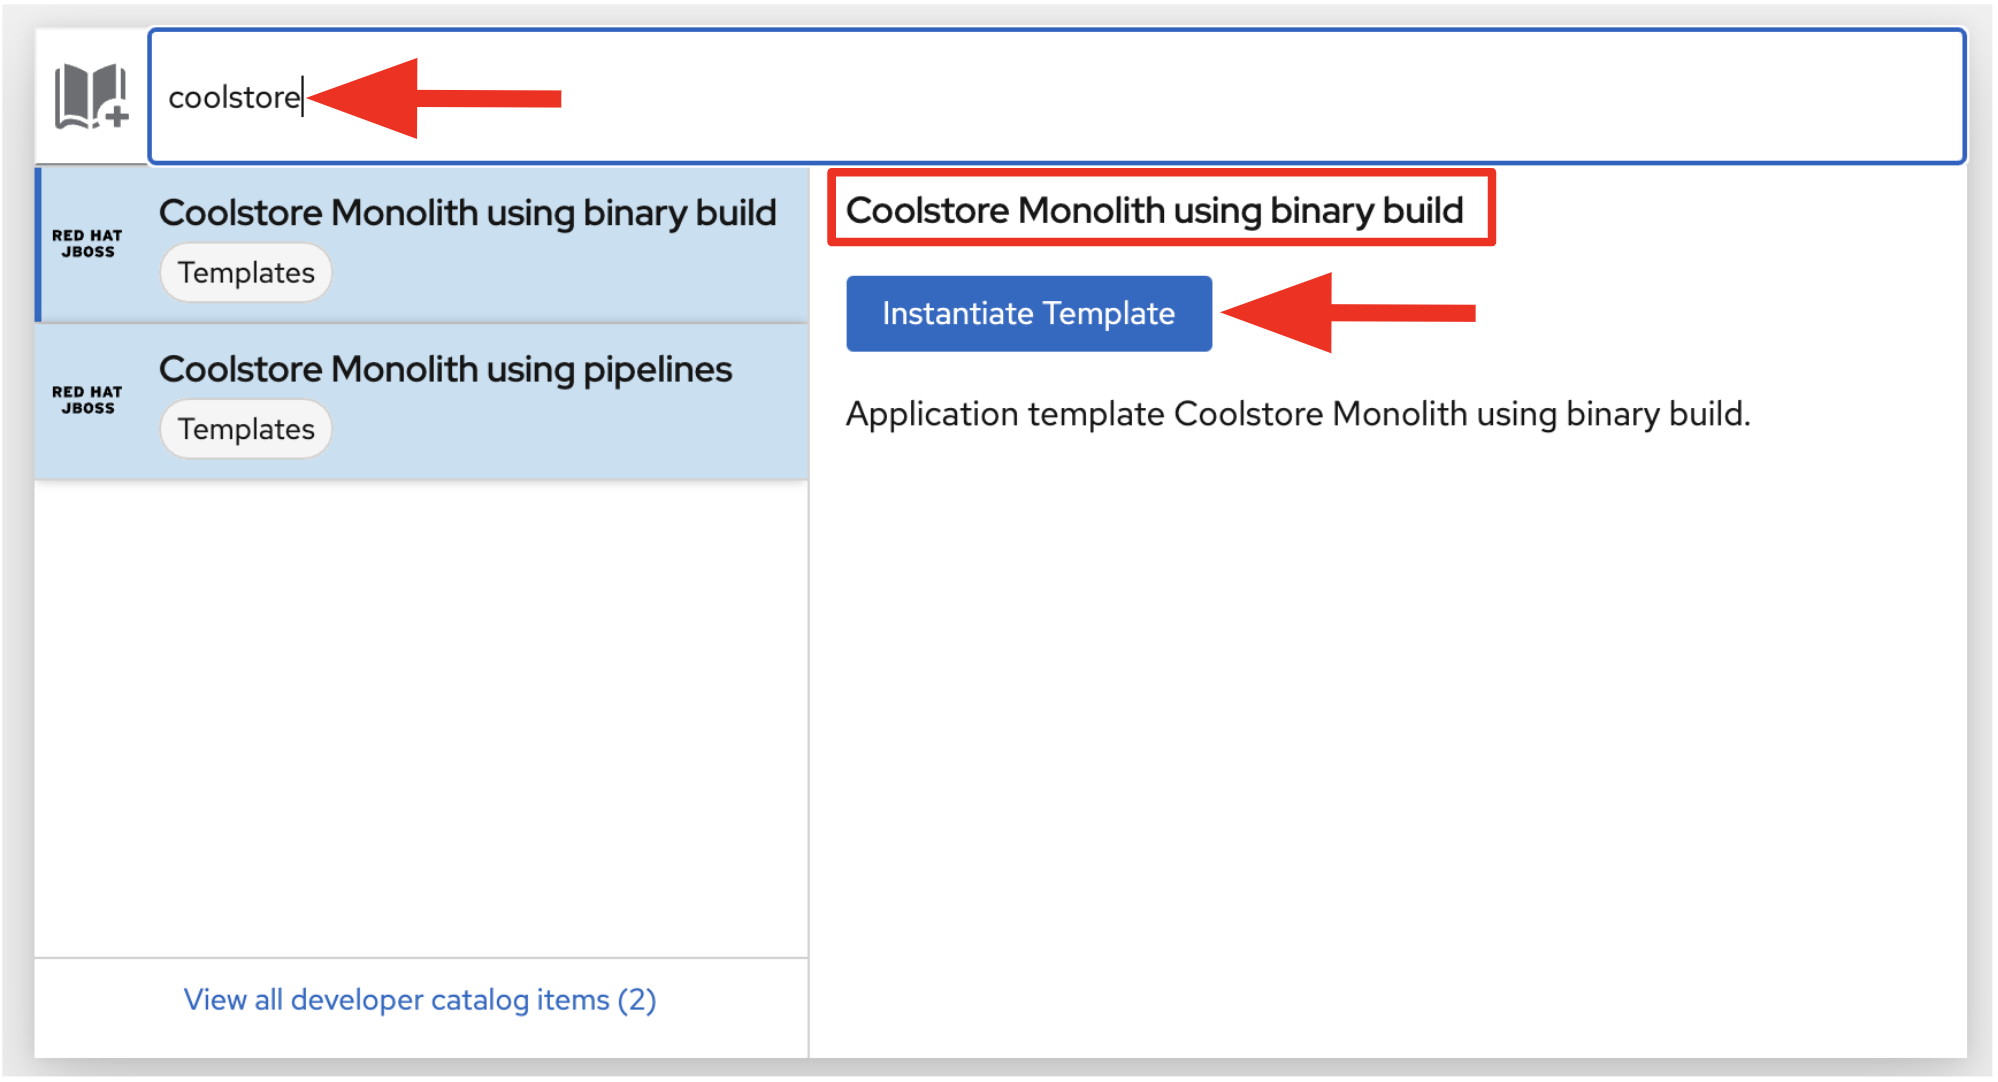 coolstore
RED HAT
JBOSS
Coolstore Monolith using binary build
Templates
RED HAT
JBOSS
Coolstore Monolith using pipelines
Templates
View all developer catalog items (2)
Coolstore Monolith using binary build
Instantiate Template
Application template Coolstore Monolith using binary build.